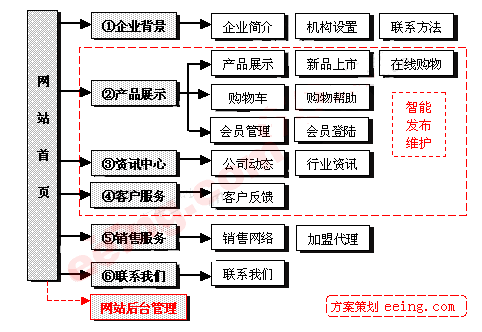 网站首页
①企业背景 企业简介 机构设置 联系方法
②产品展示 产品展示 新品上市 在线购物
购物车 购物帮助
会员管理 会员登陆
智能
发布
维护
③资讯中心 公司动态 行业资讯
④客户服务 客户反馈
⑤销售服务 销售网络 加盟代理
⑥联系我们 联系我们
网站后台管理
方案策划 eeing.com
eeing.com